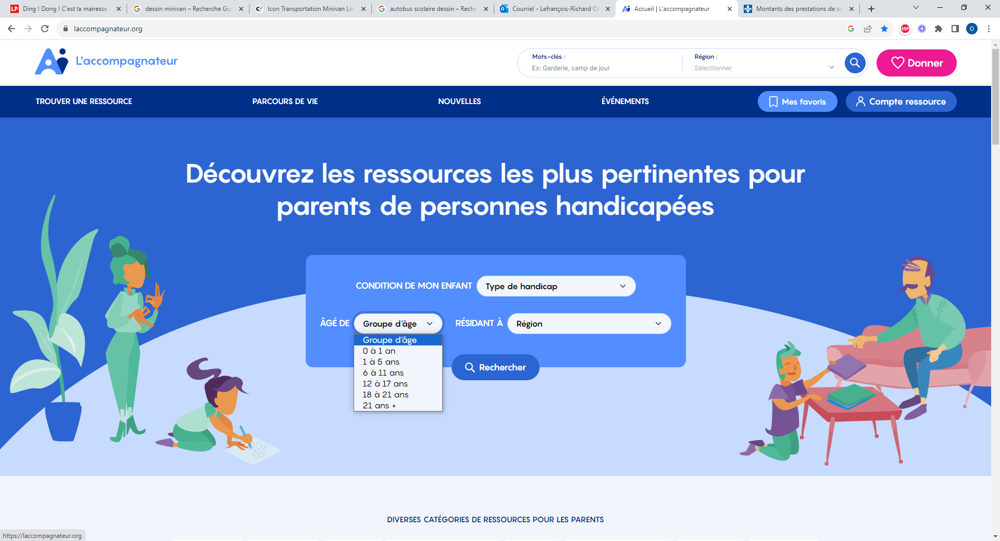 Ding ! Dong ! C'est la mairesse
dessin minivan – Recherche Goo
Icon Transportation Minivan Lin
autobus scolaire dessin – Reche
Courriel - Lefrançois-Richard Ol
Accueil | L'accompagnateur
Montants des prestations de so
laccompagnateur.org
L'accompagnateur
Mots-clés :
Ex: Garderie, camp de jour
Région :
Sélectionner
Donner
TROUVER UNE RESSOURCE
PARCOURS DE VIE
NOUVELLES
ÉVÉNEMENTS
Mes favoris
Compte ressource
Découvrez les ressources les plus pertinentes pour
parents de personnes handicapées
CONDITION DE MON ENFANT Type de handicap
ÂGÉ DE Groupe d'âge RÉSIDANT À Région
Groupe d'âge
0 à 1 an
1 à 5 ans
6 à 11 ans
12 à 17 ans
18 à 21 ans
21 ans +
Rechercher
DIVERSES CATÉGORIES DE RESSOURCES POUR LES PARENTS
https://laccompagnateur.org